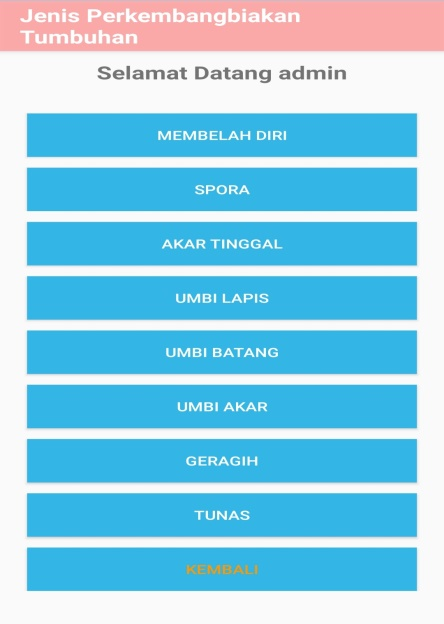 Jenis Perkembangbiakan
Tumbuhan
Selamat Datang admin
MEMBELAH DIRI
SPORA
AKAR TINGGAL
UMBI LAPIS
UMBI BATANG
UMBI AKAR
GERAGIH
TUNAS
KEMBALI